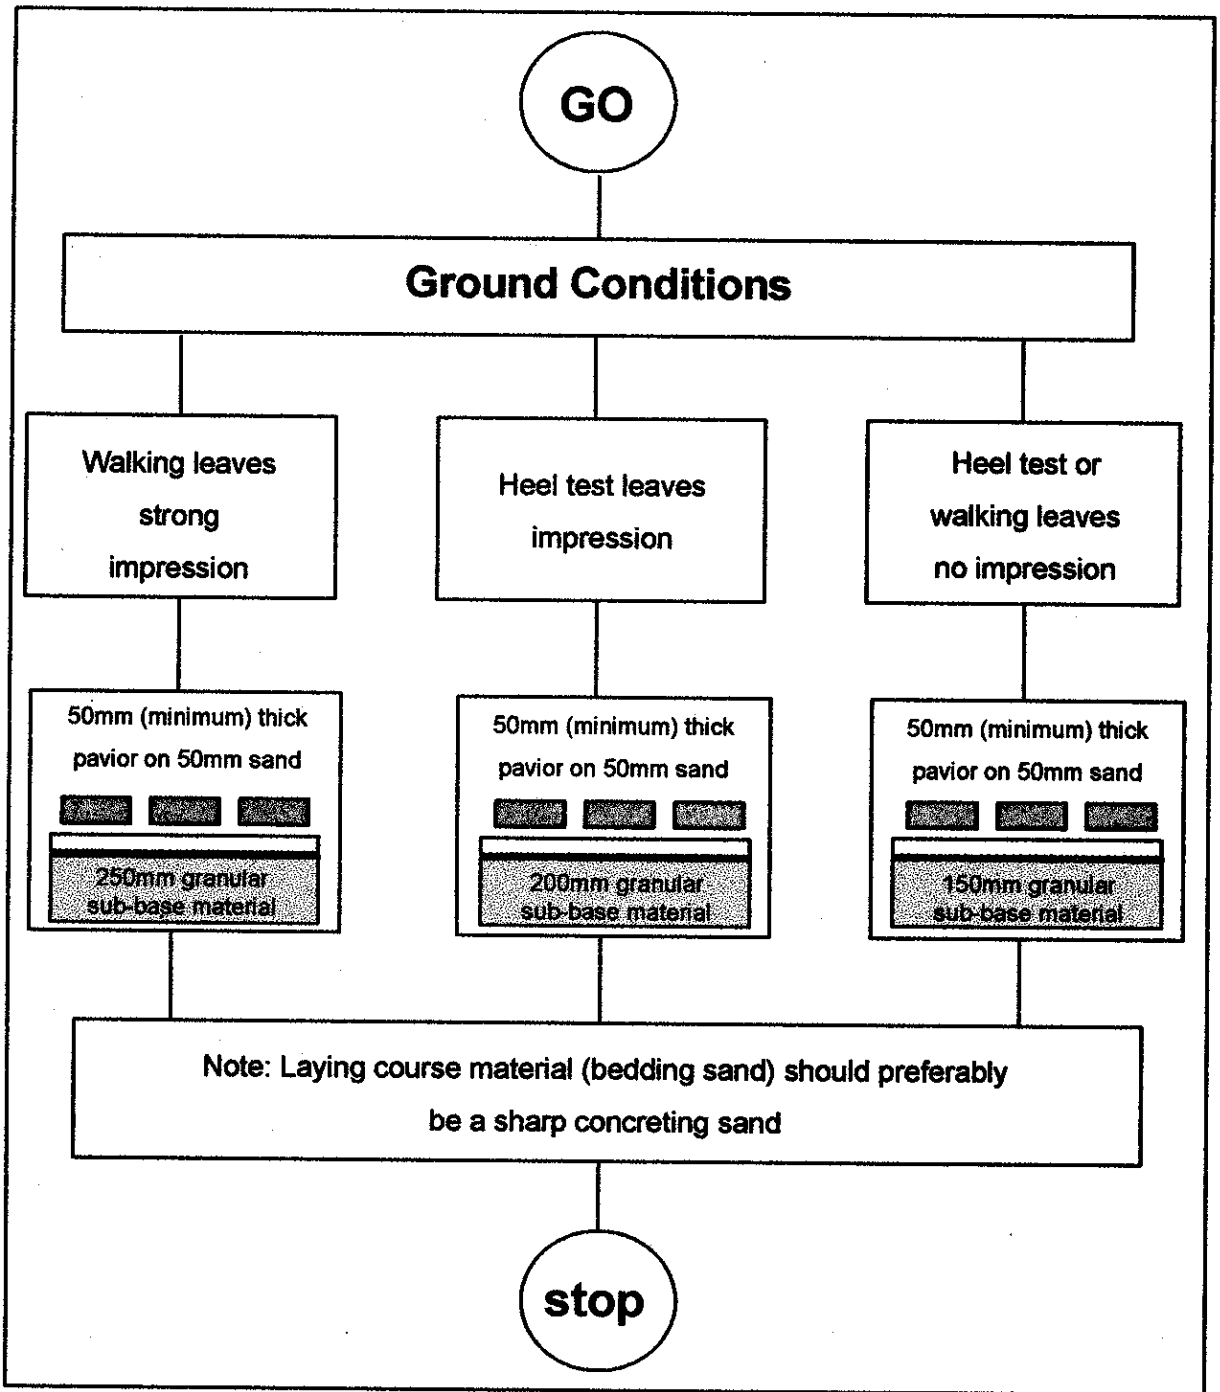 GO
Ground Conditions
Walking leaves
strong
impression
Heel test leaves
impression
Heel test or
walking leaves
no impression
50mm (minimum) thick
pavior on 50mm sand
250mm granular
sub-base material
50mm (minimum) thick
pavior on 50mm sand
200mm granular
sub-base material
50mm (minimum) thick
pavior on 50mm sand
150mm granular
sub-base material
Note: Laying course material (bedding sand) should preferably
be a sharp concreting sand
stop